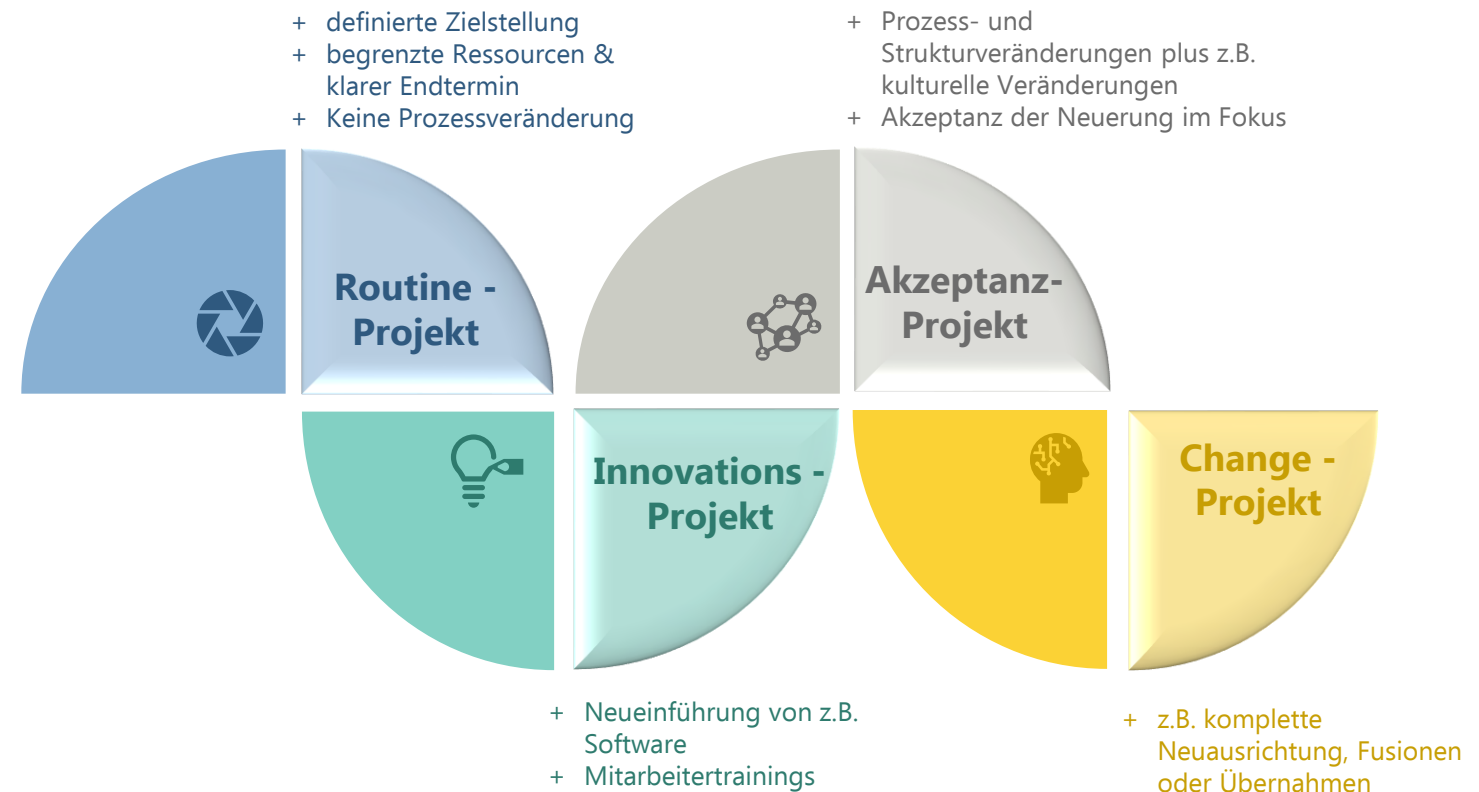 + definierte Zielstellung
+ begrenzte Ressourcen &
klarer Endtermin
+ Keine Prozessveränderung
+ Prozess- und
Strukturveränderungen plus z.B.
kulturelle Veränderungen
+ Akzeptanz der Neuerung im Fokus
Routine -
Projekt
Akzeptanz-
Projekt
Innovations -
Projekt
Change -
Projekt
+ Neueinführung von z.B.
Software
+ Mitarbeitertrainings
+ z.B. komplette
Neuausrichtung, Fusionen
oder Übernahmen